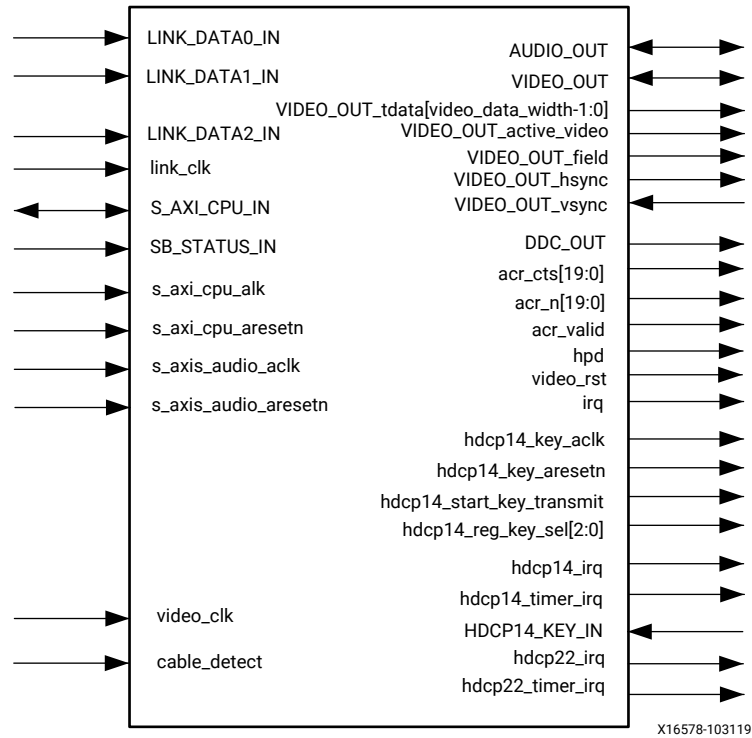 LINK_DATA0_IN
LINK_DATA1_IN
LINK_DATA2_IN
link_clk
S_AXI_CPU_IN
SB_STATUS_IN
s_axi_cpu_alk
s_axi_cpu_aresetn
s_axis_audio_aclk
s_axis_audio_aresetn
video_clk
cable_detect
AUDIO_OUT
VIDEO_OUT
VIDEO_OUT_tdata[video_data_width-1:0]
VIDEO_OUT_active_video
VIDEO_OUT_field
VIDEO_OUT_hsync
VIDEO_OUT_vsync
DDC_OUT
acr_cts[19:0]
acr_n[19:0]
acr_valid
hpd
video_rst
irq
hdcp14_key_aclk
hdcp14_key_aresetn
hdcp14_start_key_transmit
hdcp14_reg_key_sel[2:0]
hdcp14_irq
hdcp14_timer_irq
HDCP14_KEY_IN
hdcp22_irq
hdcp22_timer_irq
X16578-103119